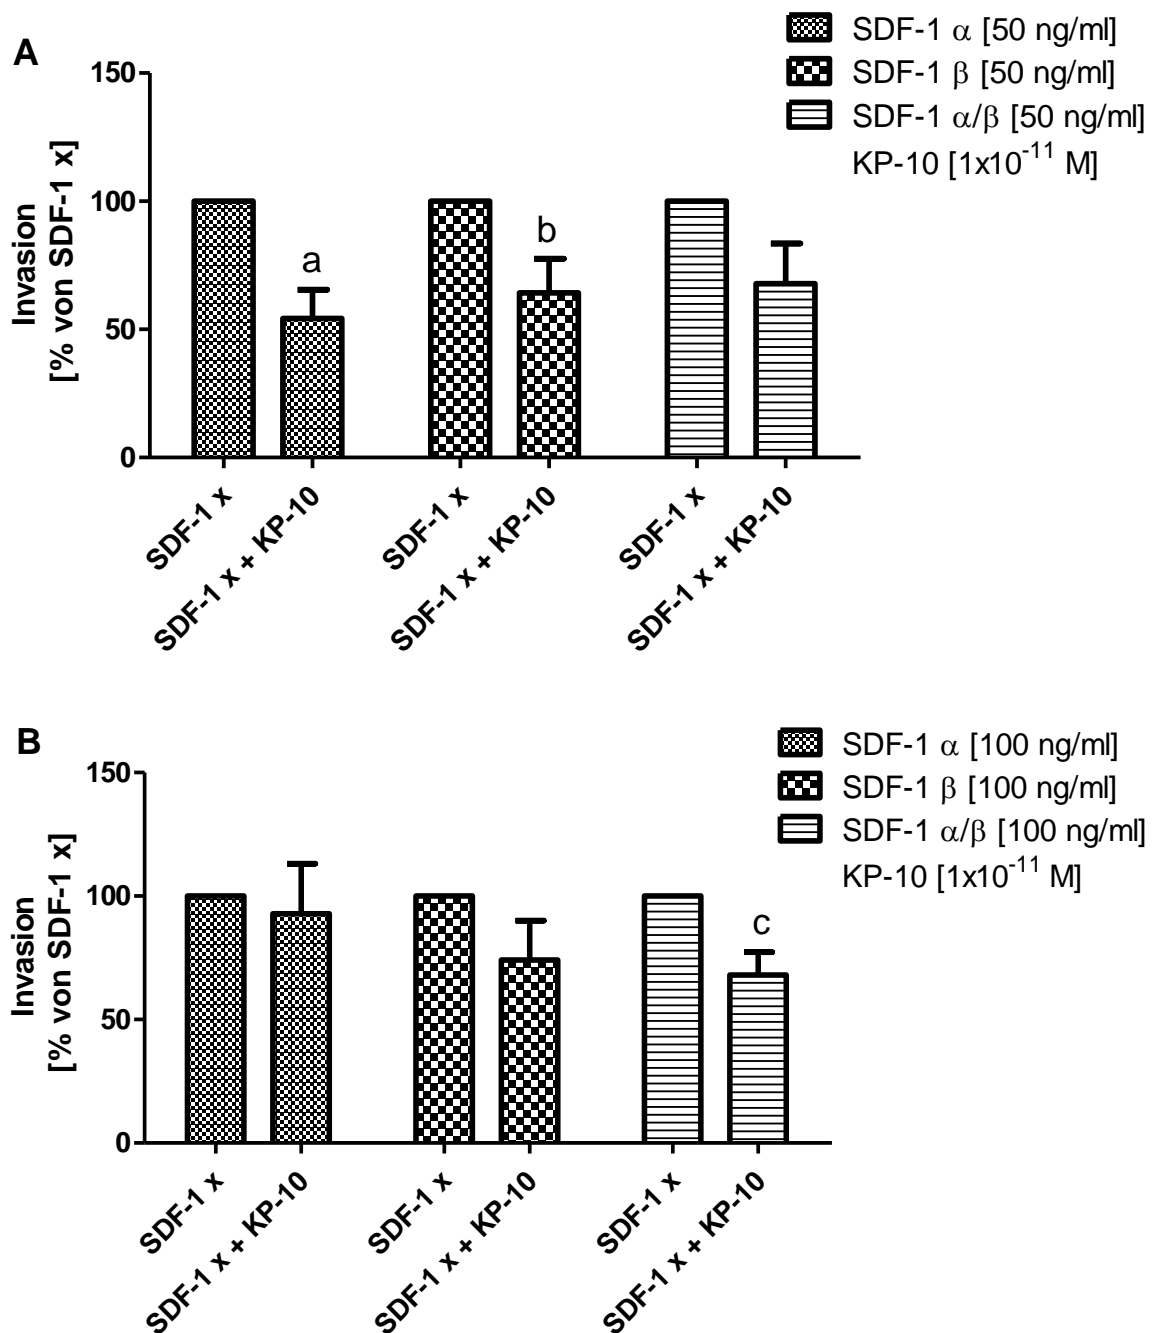 A
SDF-1 α [50 ng/ml]
SDF-1 β [50 ng/ml]
SDF-1 α/β [50 ng/ml]
KP-10 [1x10⁻¹¹ M]
Invasion
[% von SDF-1 x]
150
100
50
0
a
b
SDF-1 x
SDF-1 x + KP-10
SDF-1 x
SDF-1 x + KP-10
SDF-1 x
SDF-1 x + KP-10
B
SDF-1 α [100 ng/ml]
SDF-1 β [100 ng/ml]
SDF-1 α/β [100 ng/ml]
KP-10 [1x10⁻¹¹ M]
Invasion
[% von SDF-1 x]
150
100
50
0
c
SDF-1 x
SDF-1 x + KP-10
SDF-1 x
SDF-1 x + KP-10
SDF-1 x
SDF-1 x + KP-10